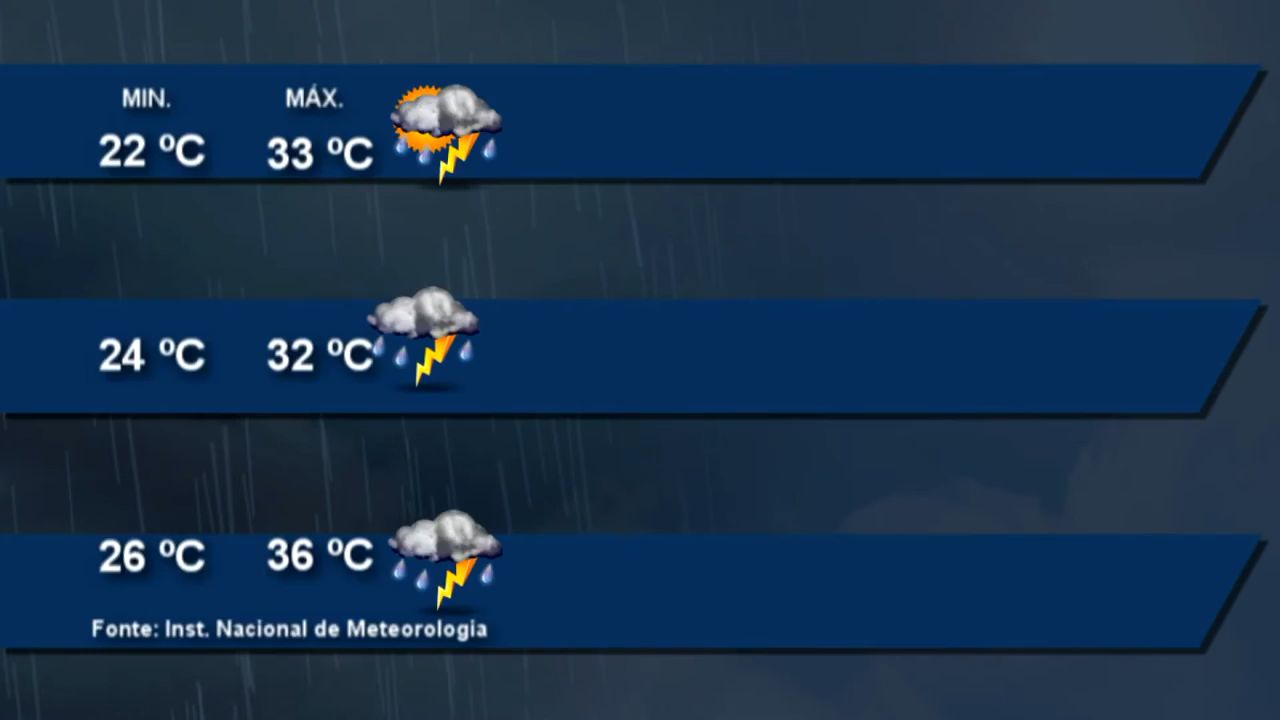 MIN. MÁX.
22 ºC 33 ºC
24 ºC 32 ºC
26 ºC 36 ºC
Fonte: Inst. Nacional de Meteorologia